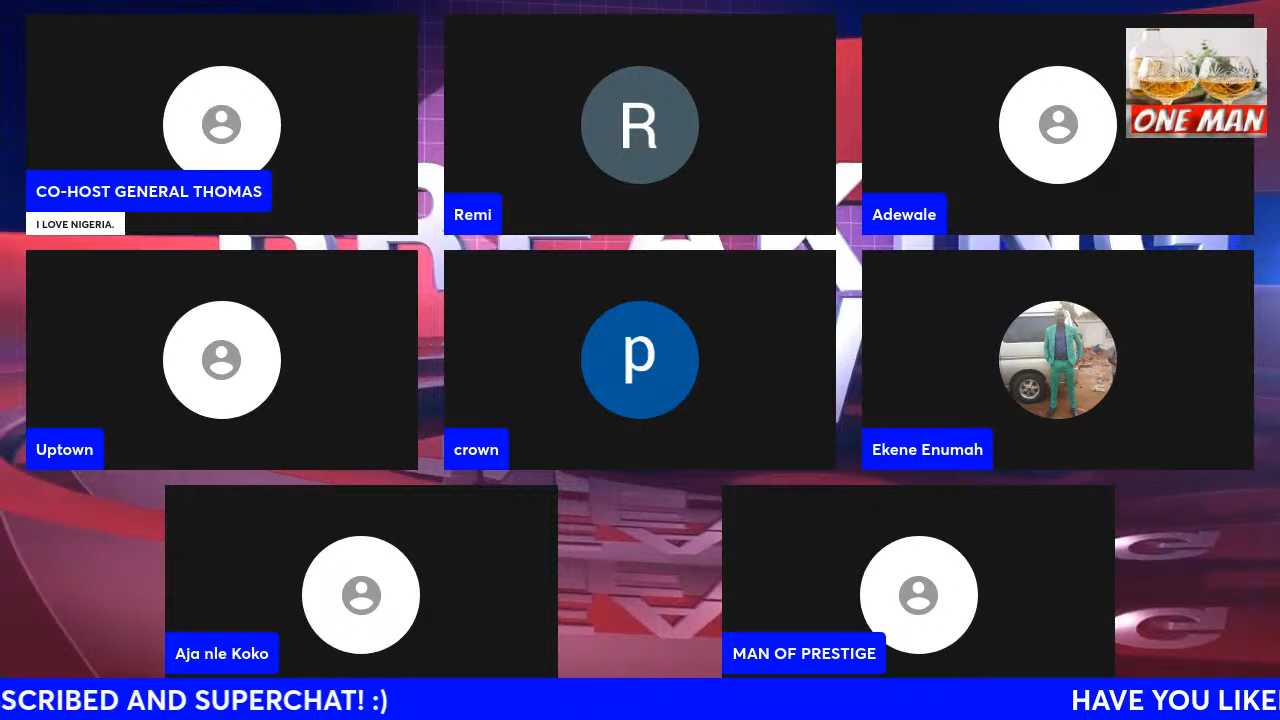 CO-HOST GENERAL THOMAS
I LOVE NIGERIA.
R
Remi
Adewale
ONE MAN
Uptown
p
crown
Ekene Enumah
Aja nle Koko
MAN OF PRESTIGE
SCRIBED AND SUPERCHAT! :)
HAVE YOU LIKE